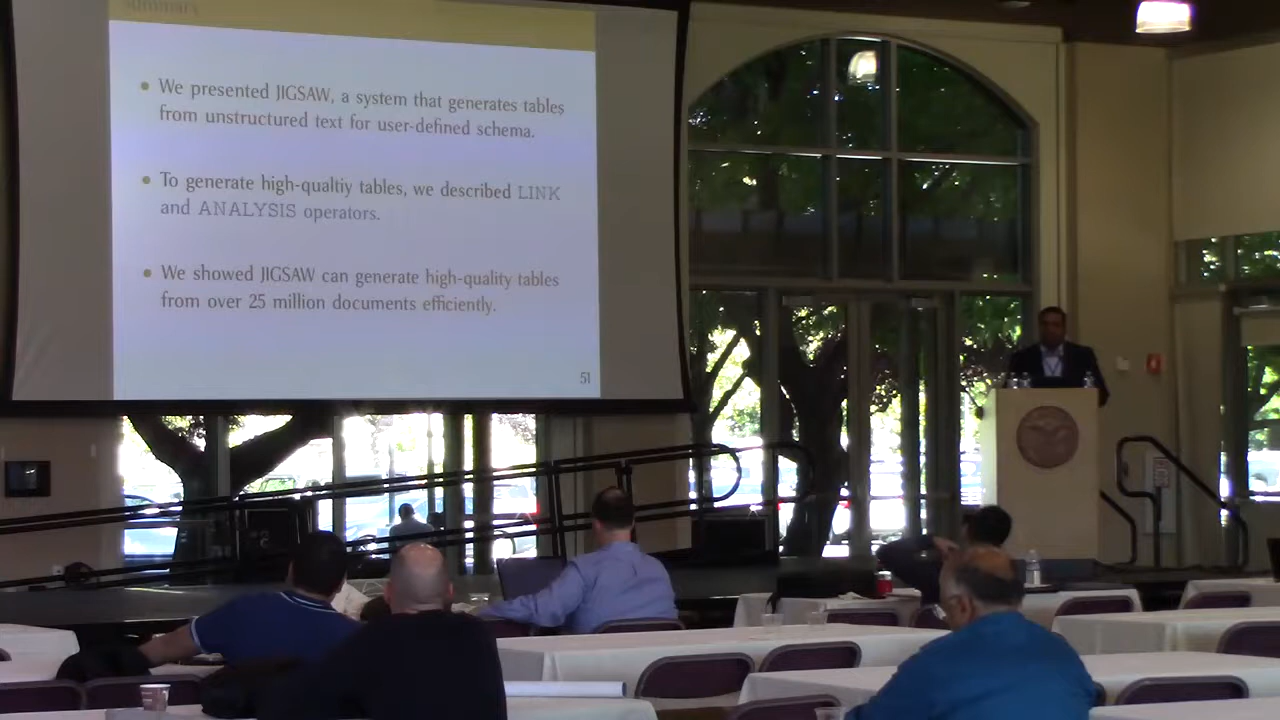 Summary
We presented JIGSAW, a system that generates tables
from unstructured text for user-defined schema.
To generate high-qualtiy tables, we described LINK
and ANALYSIS operators.
We showed JIGSAW can generate high-quality tables
from over 25 million documents efficiently.
51